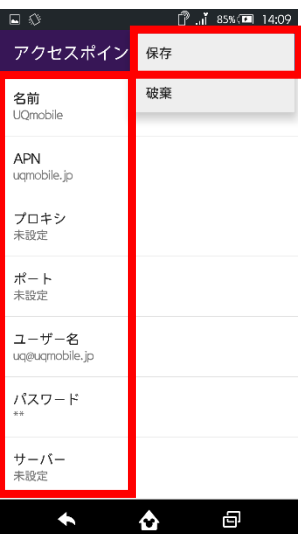 85% 14:09
アクセスポイン
保存
破棄
名前
UQmobile
APN
uqmobile.jp
プロキシ
未設定
ポート
未設定
ユーザー名
uq@uqmobile.jp
パスワード
**
サーバー
未設定